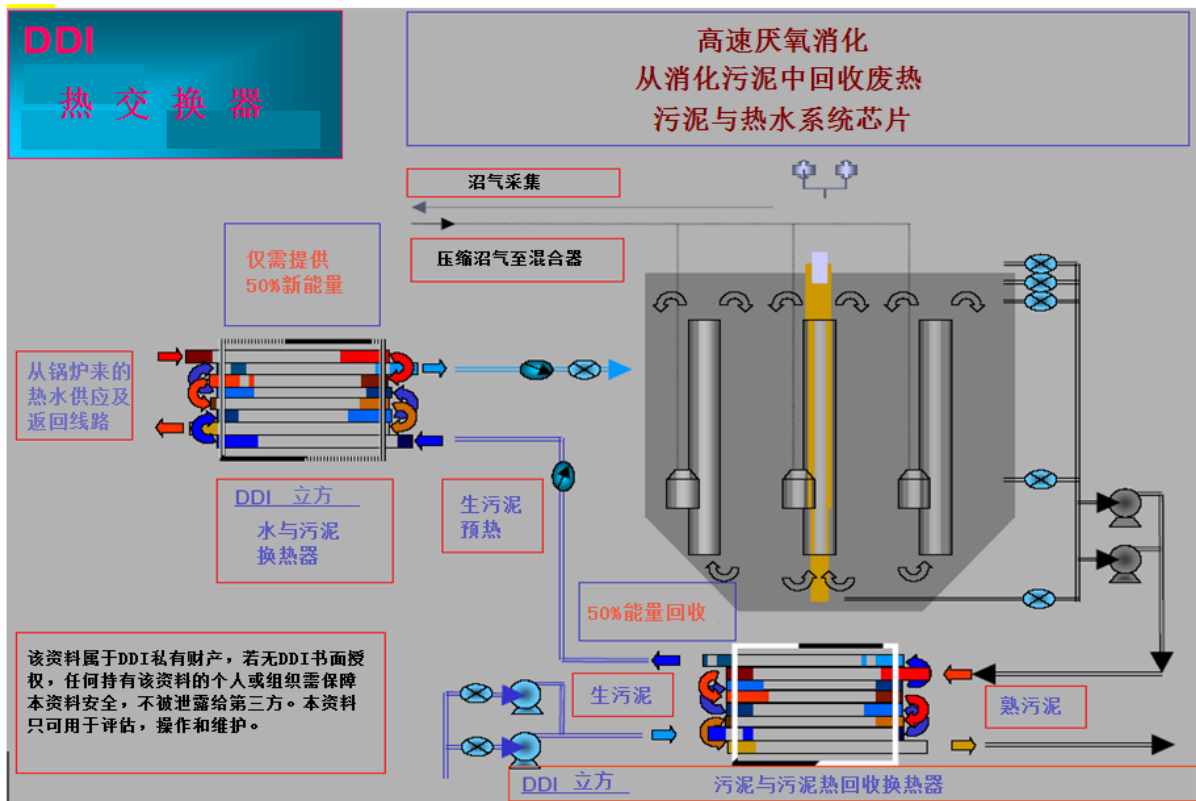 DDI
热交换器
高速厌氧消化
从消化污泥中回收废热
污泥与热水系统芯片
沼气采集
压缩沼气至混合器
仅需提供
50%新能量
从锅炉来的
热水供应及
返回线路
DDI 立方
水与污泥
换热器
生污泥
预热
50%能量回收
该资料属于DDI私有财产，若无DDI书面授
权，任何持有该资料的个人或组织需保障
本资料安全，不被泄露给第三方。本资料
只可用于评估，操作和维护。
生污泥
熟污泥
DDI 立方 污泥与污泥热回收换热器